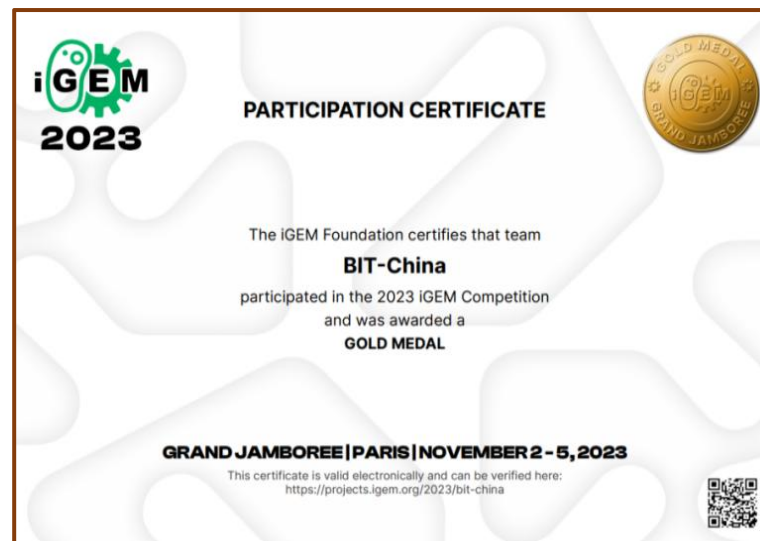 iGEM
2023
GOLD MEDAL
iGEM
GRAND JAMBOREE
PARTICIPATION CERTIFICATE
The iGEM Foundation certifies that team
BIT-China
participated in the 2023 iGEM Competition
and was awarded a
GOLD MEDAL
GRAND JAMBOREE|PARIS|NOVEMBER 2 - 5, 2023
This certificate is valid electronically and can be verified here:
https://projects.igem.org/2023/bit-china